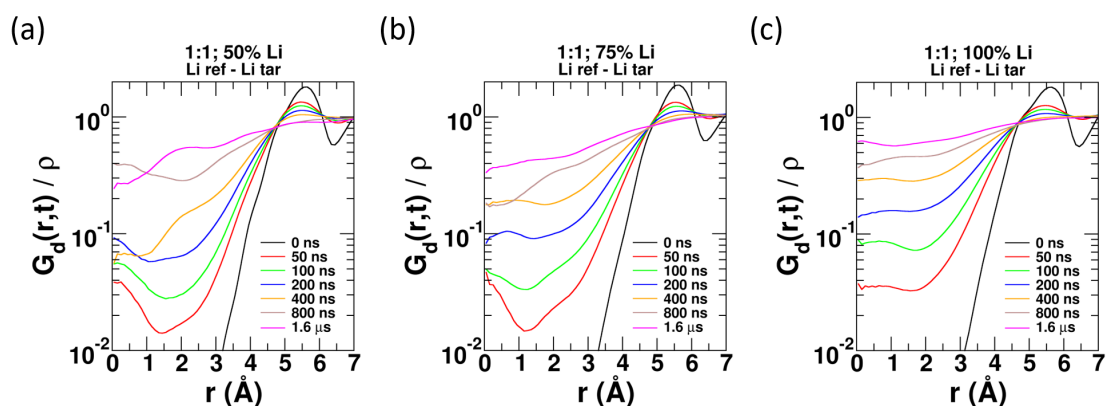 (a)
1:1; 50% Li
Li ref - Li tar
10^0
10^-1
10^-2
G_d(r,t) / ρ
0 ns
50 ns
100 ns
200 ns
400 ns
800 ns
1.6 μs
0 1 2 3 4 5 6 7
r (Å)
(b)
1:1; 75% Li
Li ref - Li tar
10^0
10^-1
10^-2
G_d(r,t) / ρ
0 ns
50 ns
100 ns
200 ns
400 ns
800 ns
1.6 μs
0 1 2 3 4 5 6 7
r (Å)
(c)
1:1; 100% Li
Li ref - Li tar
10^0
10^-1
10^-2
G_d(r,t) / ρ
0 ns
50 ns
100 ns
200 ns
400 ns
800 ns
1.6 μs
0 1 2 3 4 5 6 7
r (Å)